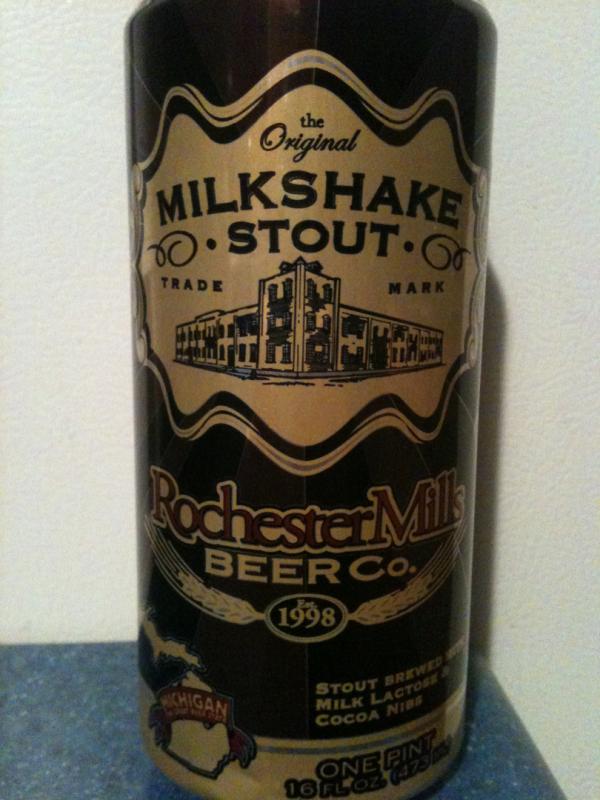 the
Original
MILKSHAKE
• STOUT •
TRADE MARK
RochesterMills
BEER Co.
Est.
1998
STOUT BREWED
MILK LACTOSE &
COCOA NIBS
MICHIGAN
ONE PINT
16 FL. OZ. (473